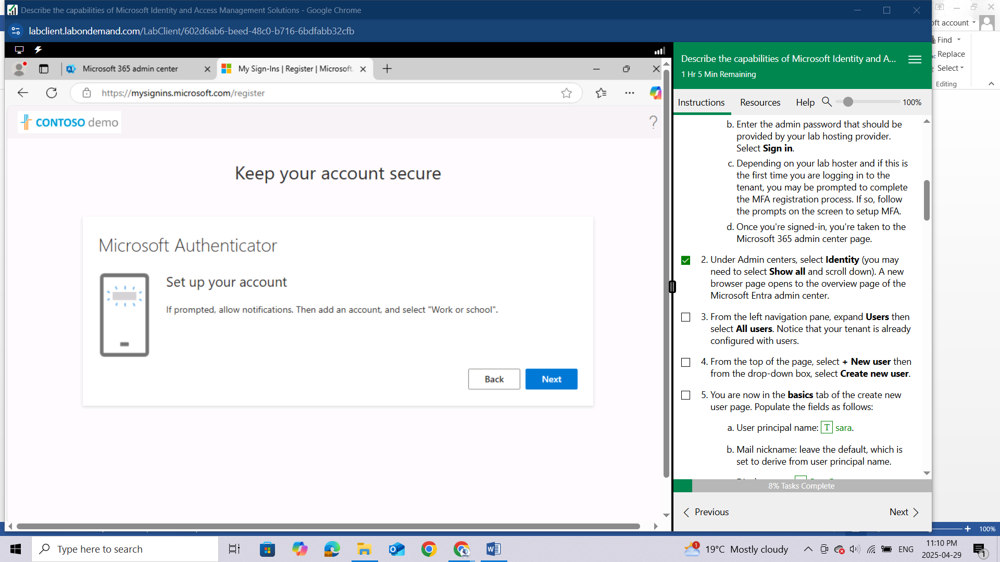 Describe the capabilities of Microsoft Identity and Access Management Solutions - Google Chrome
labclient.labondemand.com/LabClient/602d6ab6-beed-48c0-b716-6bdfabb32cfb
Microsoft 365 admin center
My Sign-Ins | Register | Microsoft.
https://mysignins.microsoft.com/register
CONTOSO demo
?
Keep your account secure
Microsoft Authenticator
Set up your account
If prompted, allow notifications. Then add an account, and select "Work or school".
Back
Next
Describe the capabilities of Microsoft Identity and A...
1 Hr 5 Min Remaining
Instructions
Resources
Help
100%
b. Enter the admin password that should be
provided by your lab hosting provider.
Select Sign in.
c. Depending on your lab hoster and if this is
the first time you are logging in to the
tenant, you may be prompted to complete
the MFA registration process. If so, follow
the prompts on the screen to setup MFA.
d. Once you're signed-in, you're taken to the
Microsoft 365 admin center page.
2. Under Admin centers, select Identity (you may
need to select Show all and scroll down). A new
browser page opens to the overview page of the
Microsoft Entra admin center.
3. From the left navigation pane, expand Users then
select All users. Notice that your tenant is already
configured with users.
4. From the top of the page, select + New user then
from the drop-down box, select Create new user.
5. You are now in the basics tab of the create new
user page. Populate the fields as follows:
a. User principal name: T sara.
b. Mail nickname: leave the default, which is
set to derive from user principal name.
8% Tasks Complete
Previous
Next
account
Find
Replace
Select
Editing
100%
Type here to search
19°C Mostly cloudy
ENG
11:10 PM
2025-04-29
1
1